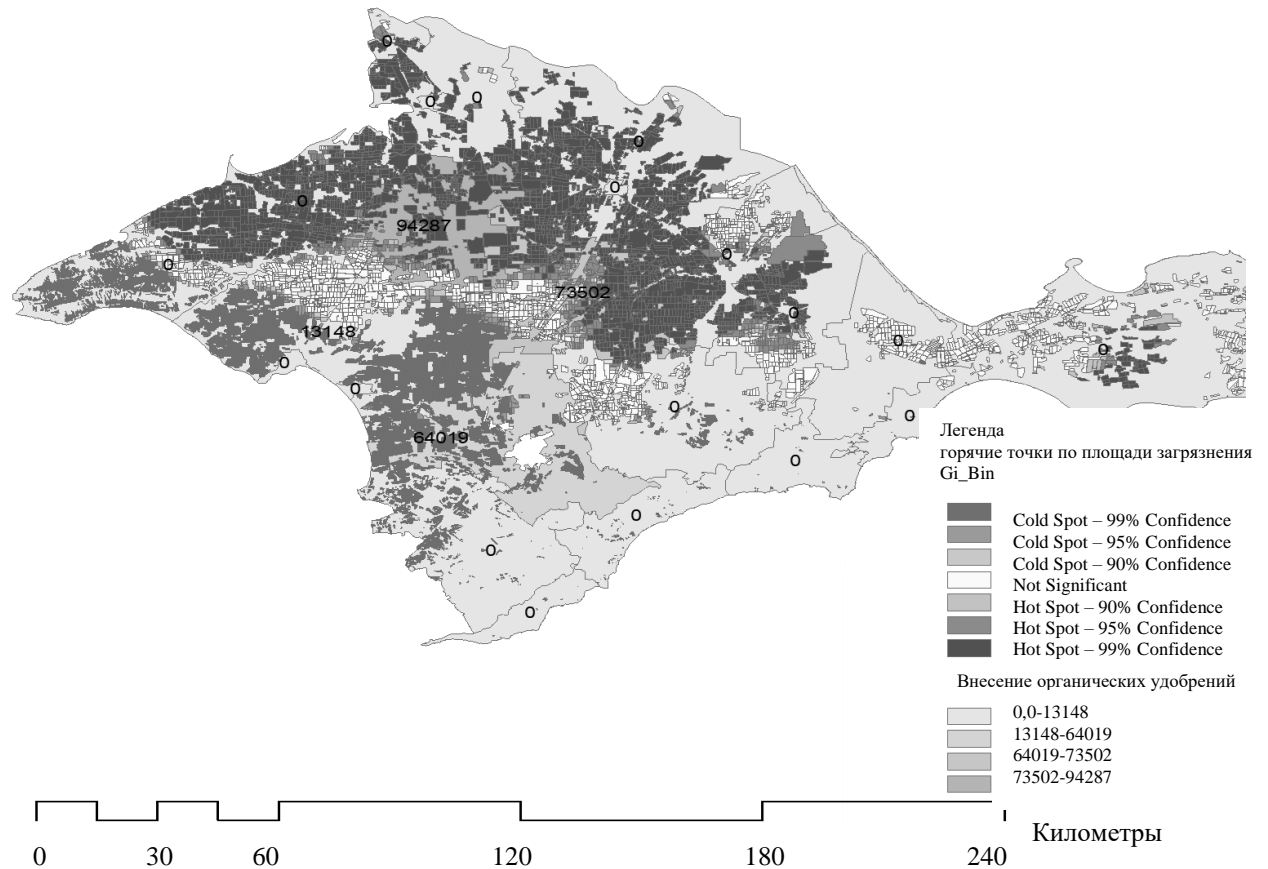 0
0
0
0
0
0
94287
0
0
73502
0
13148
0
0
0
0
0
0
64019
0
0
0
0
Легенда
горячие точки по площади загрязнения
Gi_Bin
Cold Spot – 99% Confidence
Cold Spot – 95% Confidence
Cold Spot – 90% Confidence
Not Significant
Hot Spot – 90% Confidence
Hot Spot – 95% Confidence
Hot Spot – 99% Confidence
Внесение органических удобрений
0,0-13148
13148-64019
64019-73502
73502-94287
Километры
0 30 60 120 180 240